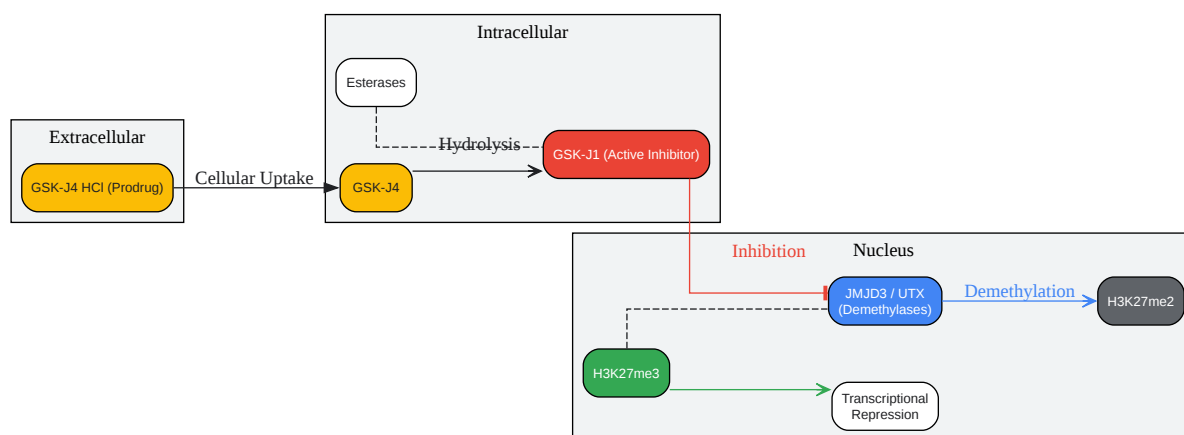 Intracellular
Esterases
Extracellular
Hydrolysis
GSK-J1 (Active Inhibitor)
GSK-J4 HCl (Prodrug)
Cellular Uptake
GSK-J4
Inhibition
Nucleus
JMJD3 / UTX
(Demethylases)
Demethylation
H3K27me2
H3K27me3
Transcriptional
Repression